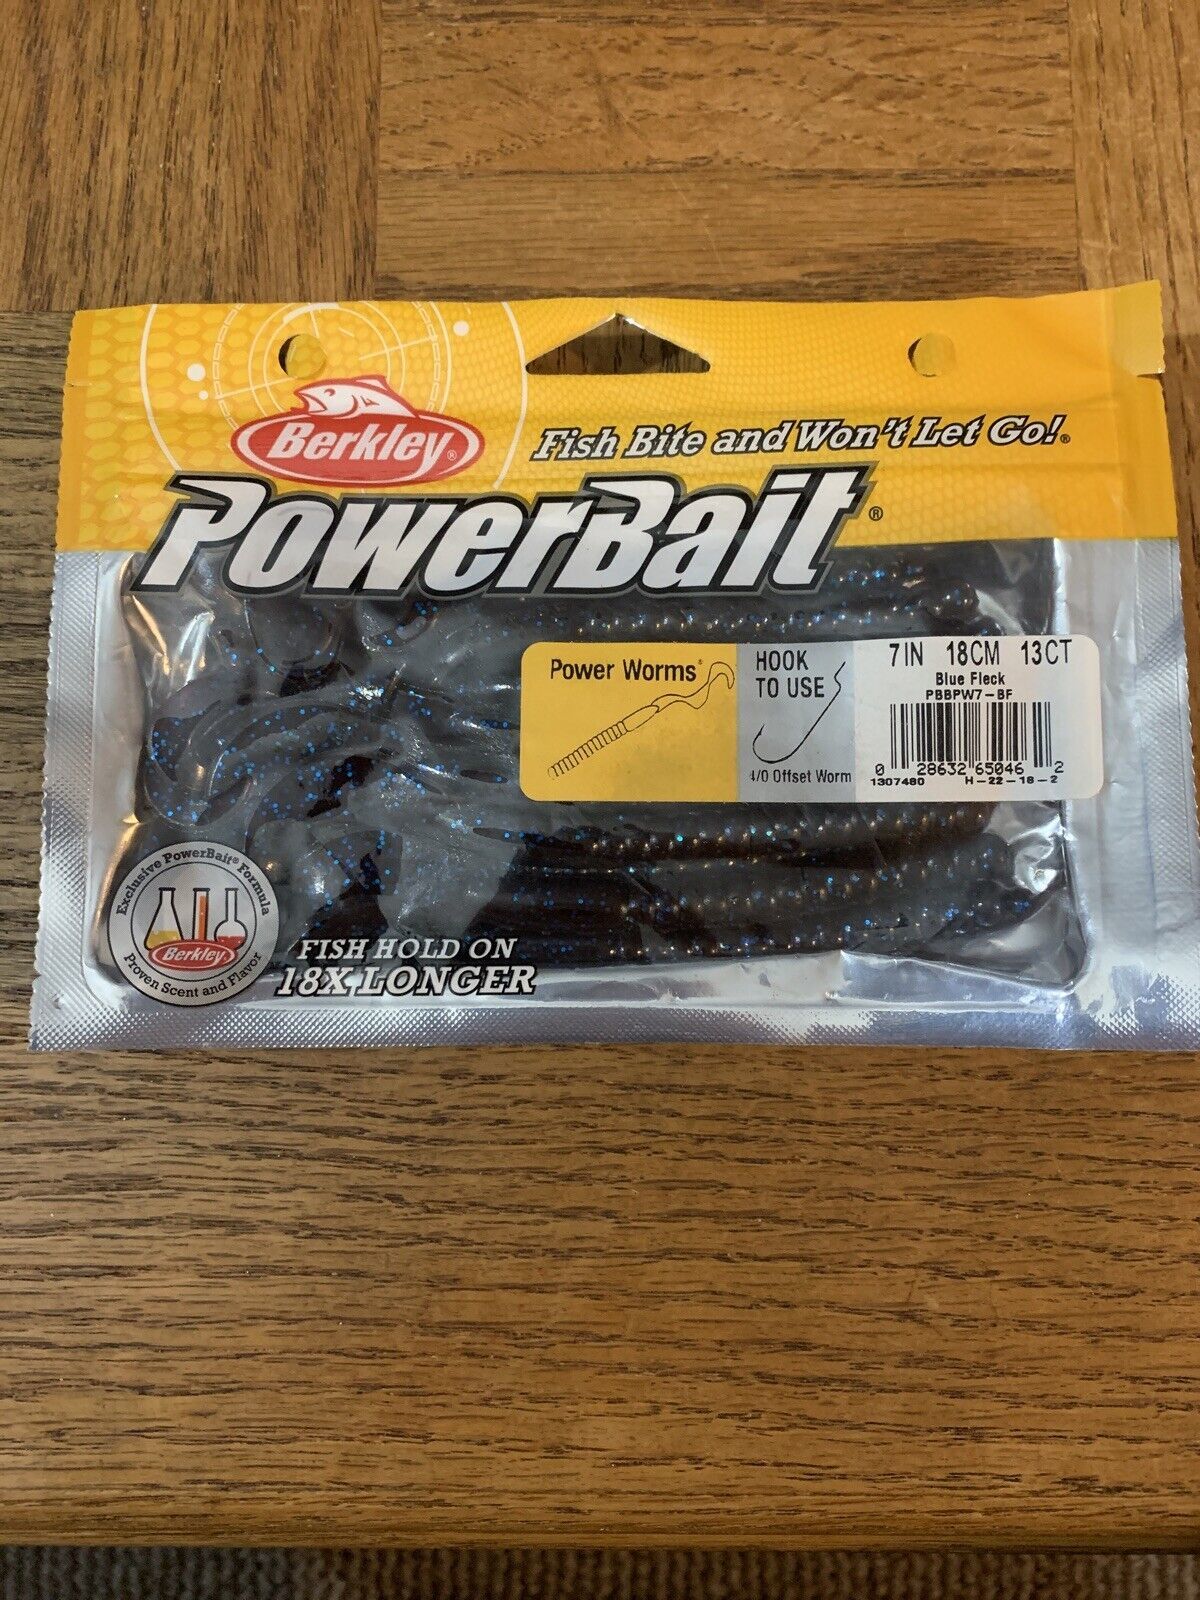 Berkley®
Fish Bite and Won't Let Go!®
PowerBait®
Power Worms®
HOOK
TO USE
4/0 Offset Worm
7IN 18CM 13CT
Blue Fleck
PBBPW7-BF
0 28632 65046 2
1307480 H-22-18-2
Exclusive PowerBait® Formula
Berkley
Proven Scent and Flavor
FISH HOLD ON
18X LONGER